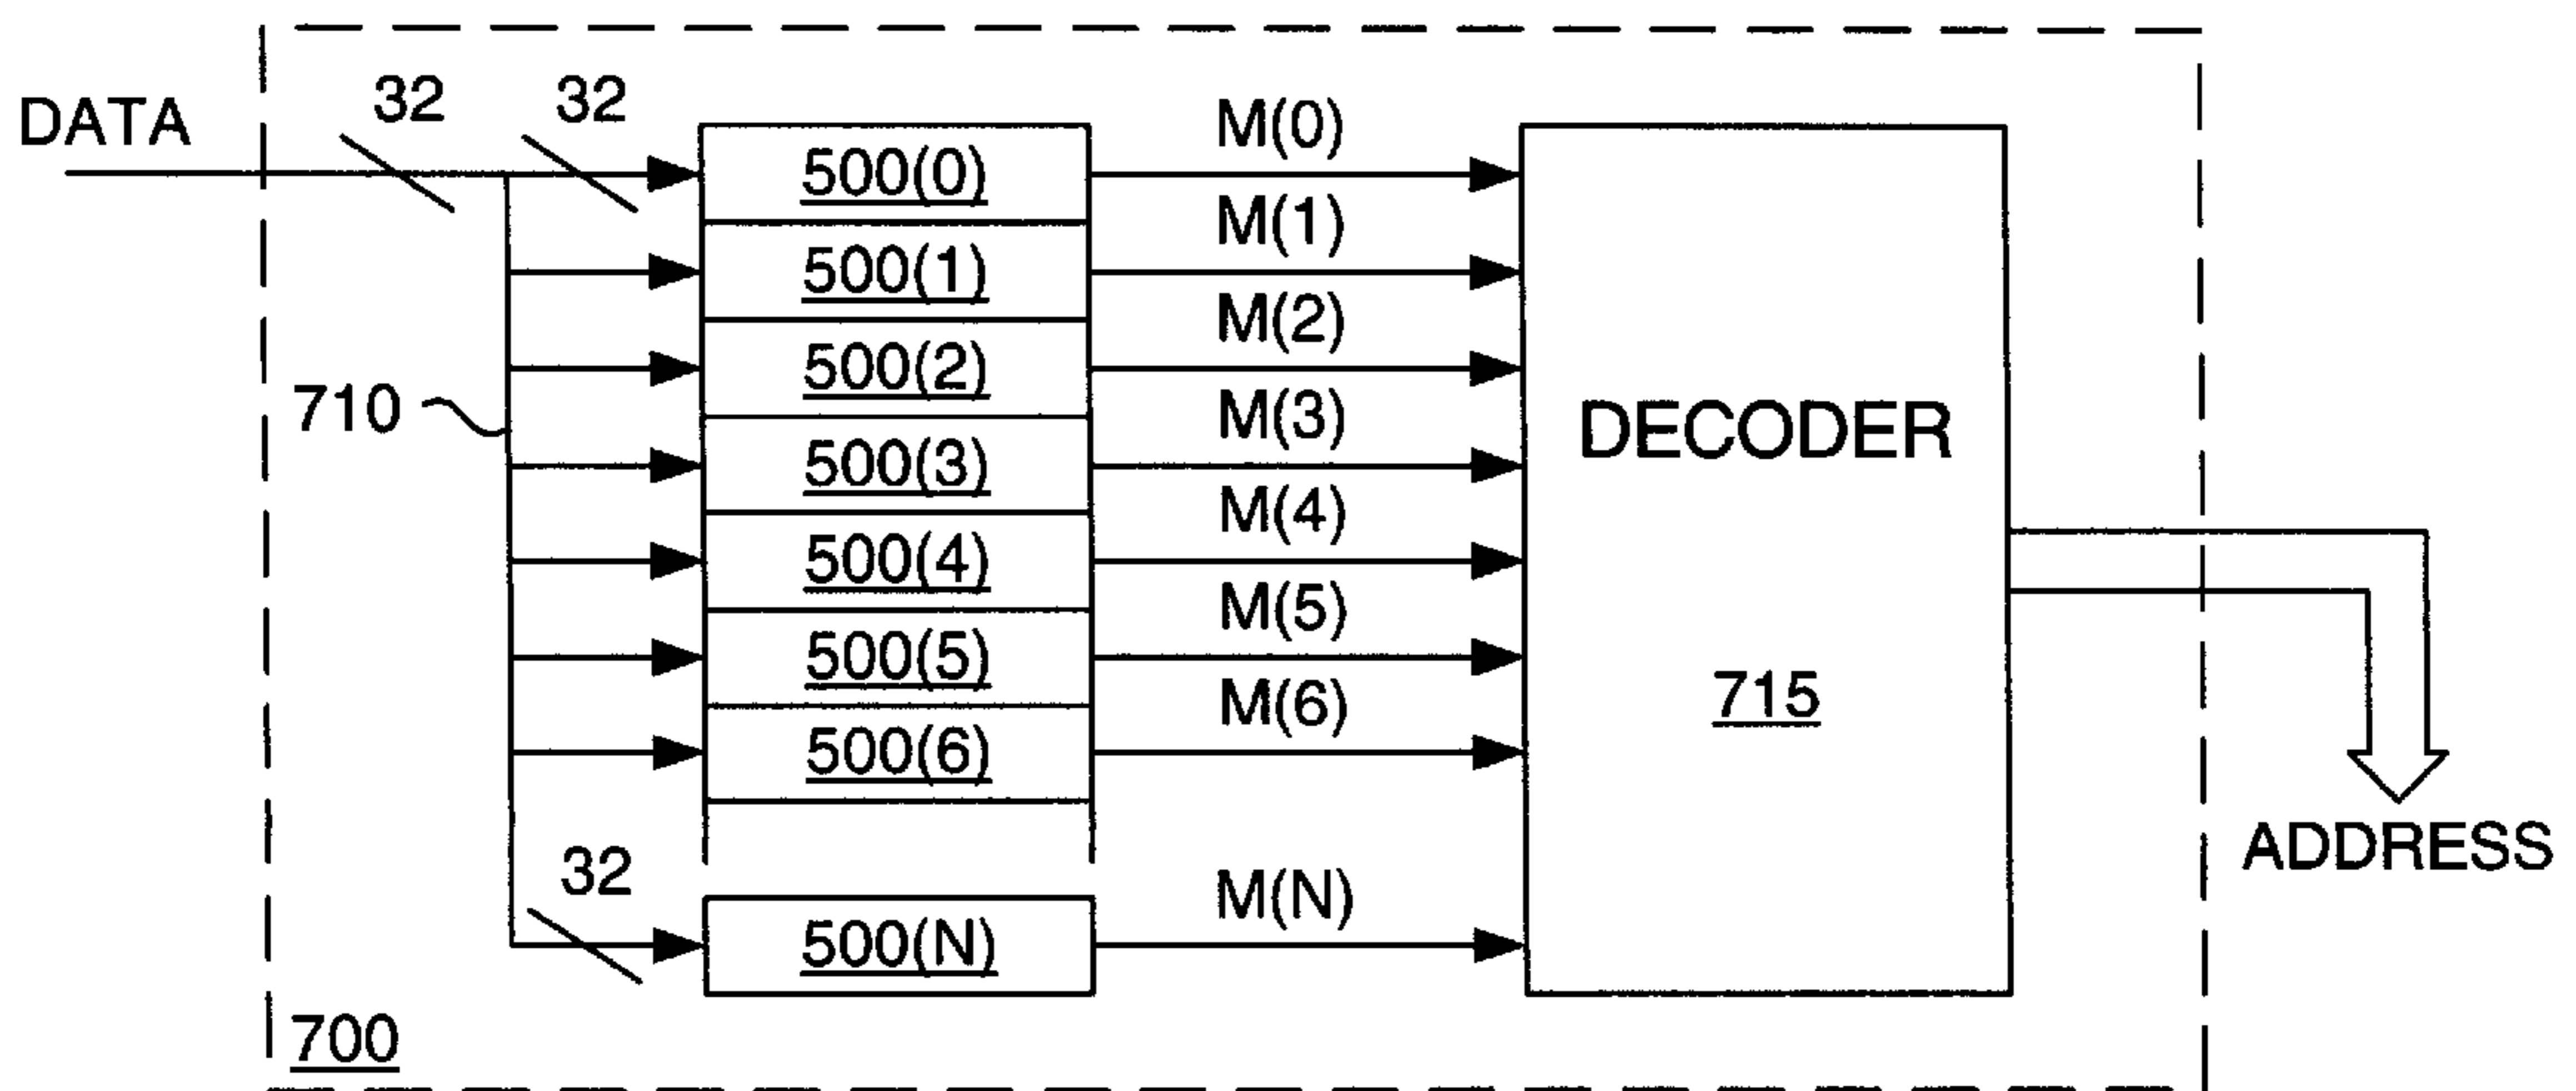 DATA
32
32
500(0)
M(0)
500(1)
M(1)
500(2)
M(2)
710
500(3)
M(3)
DECODER
500(4)
M(4)
500(5)
M(5)
715
500(6)
M(6)
ADDRESS
32
500(N)
M(N)
700